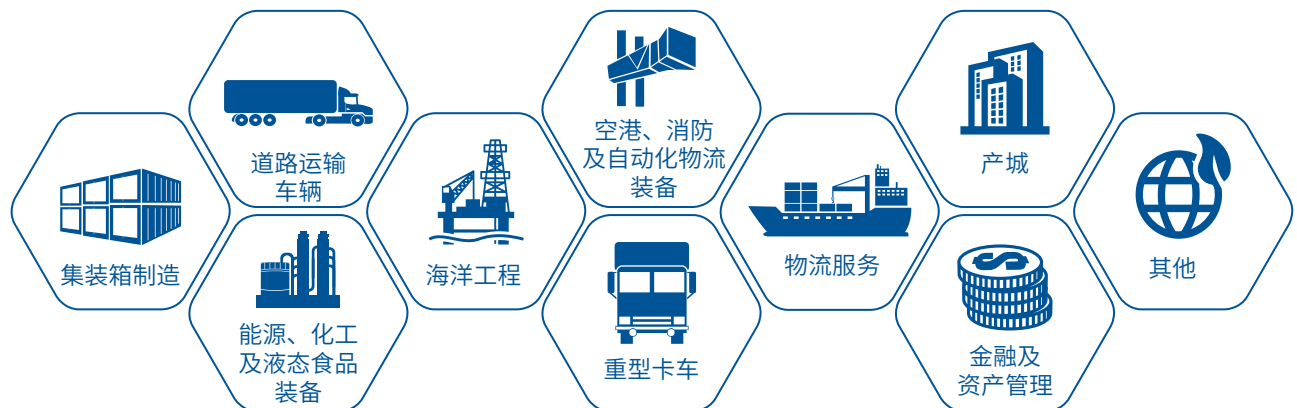 集装箱制造
道路运输
车辆
能源、化工
及液态食品
装备
海洋工程
空港、消防
及自动化物流
装备
重型卡车
物流服务
产城
金融及
资产管理
其他